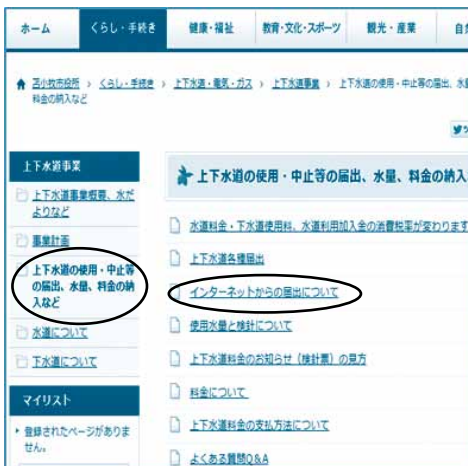 ホーム
くらし・手続き
健康・福祉
教育・文化・スポーツ
観光・産業
苫小牧市役所 › くらし・手続き › 上下水道・電気・ガス › 上下水道事業 › 上下水道の使用・中止等の届出、水
料金の納入など
上下水道事業
上下水道事業概要、水だ
よりなど
事業計画
上下水道の使用・中止等
の届出、水量、料金の納
入など
水道について
下水道について
マイリスト
登録されたページがありま
せん。
上下水道の使用・中止等の届出、水量、料金の納入
水道料金・下水道使用料、水道利用加入金の消費税率が変わります
上下水道各種届出
インターネットからの届出について
使用水量と検針について
上下水道料金のお知らせ（検針票）の見方
料金について
上下水道料金の支払方法について
よくある質問Q&A